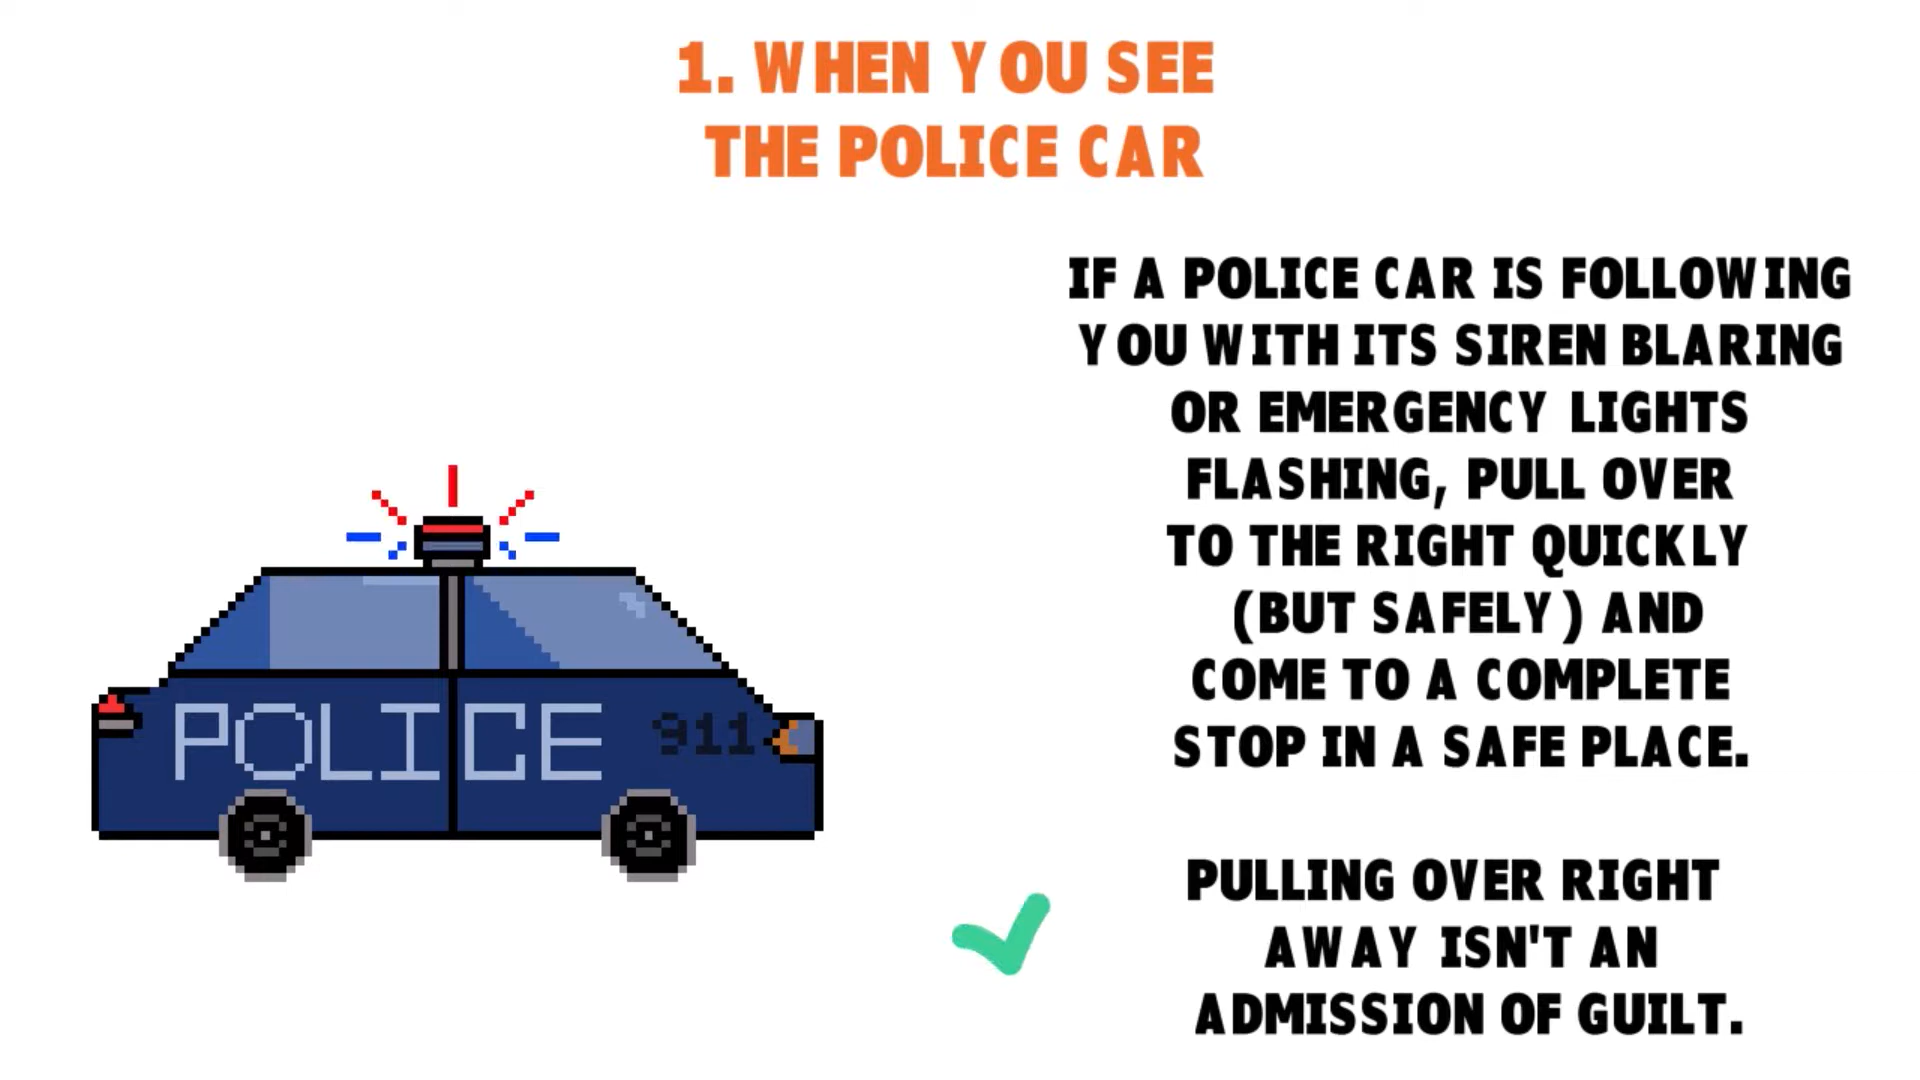 1. WHEN YOU SEE
THE POLICE CAR
IF A POLICE CAR IS FOLLOWING
YOU WITH ITS SIREN BLARING
OR EMERGENCY LIGHTS
FLASHING, PULL OVER
TO THE RIGHT QUICKLY
(BUT SAFELY) AND
COME TO A COMPLETE
STOP IN A SAFE PLACE.
POLICE 911
PULLING OVER RIGHT
AWAY ISN'T AN
ADMISSION OF GUILT.